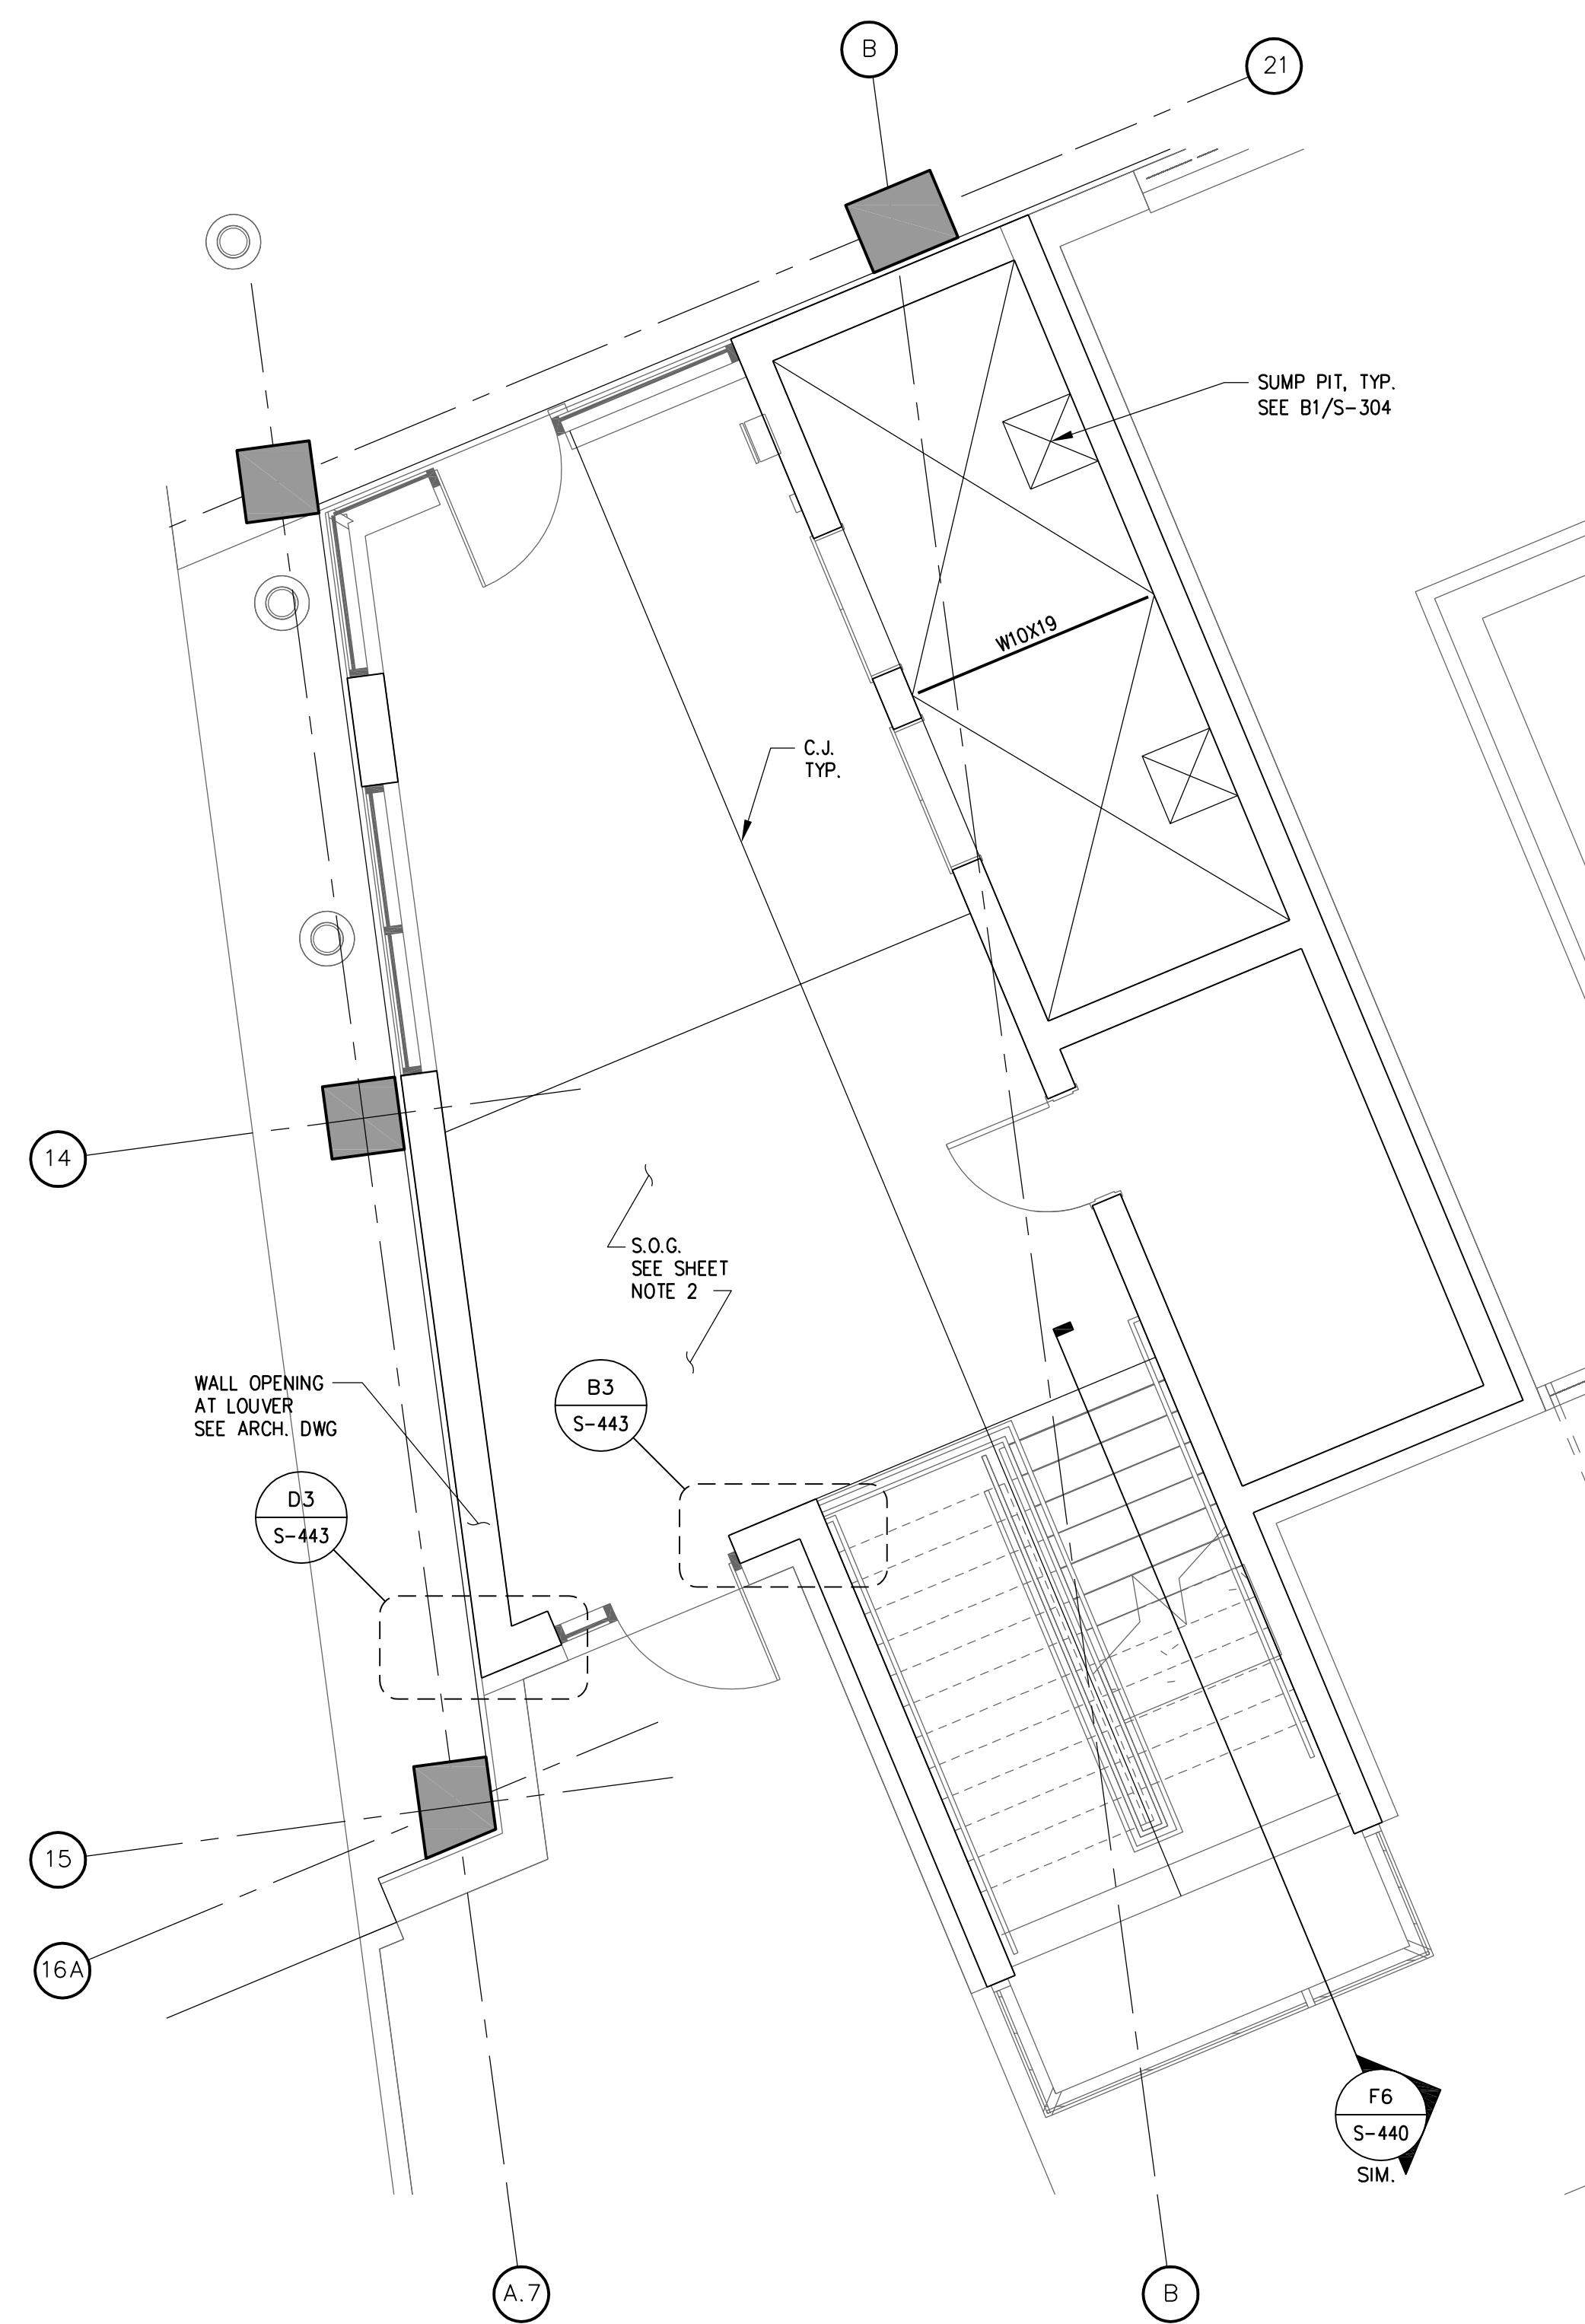 B
21
SUMP PIT, TYP.
SEE B1/S-304
W10X19
C.J.
TYP.
14
S.O.G.
SEE SHEET
NOTE 2
WALL OPENING
AT LOUVER
SEE ARCH. DWG
B3
S-443
D3
S-443
15
16A
F6
S-440
SIM.
A.7
B